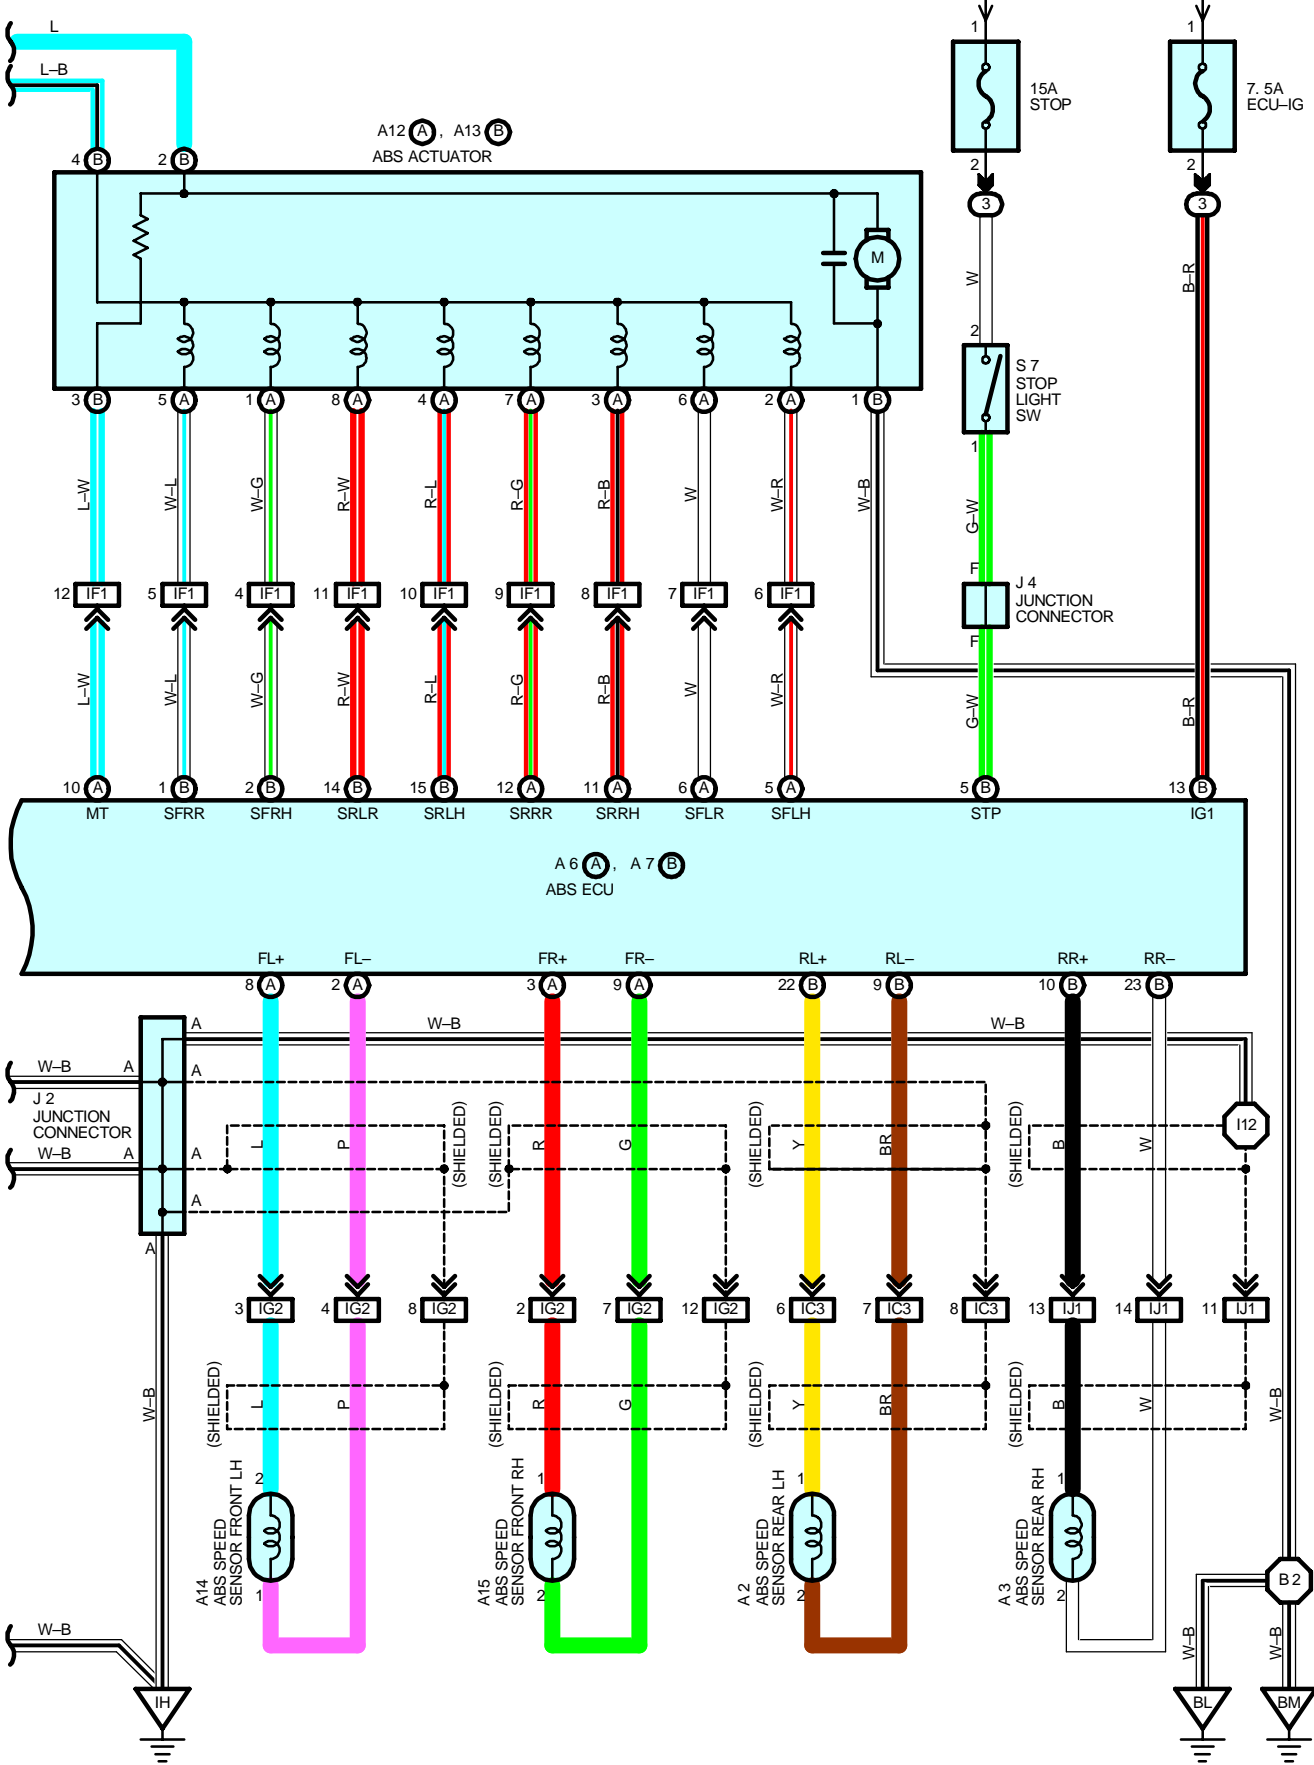 L
L–B
1
1
15A
STOP
7. 5A
ECU–IG
A12 A , A13 B
ABS ACTUATOR
4 B
2 B
2
2
3
3
M
W
B–R
2
S 7
STOP
LIGHT
SW
1
3 B
5 A
1 A
8 A
4 A
7 A
3 A
6 A
2 A
1 B
L–W
W–L
W–G
R–W
R–L
R–G
R–B
W
W–R
W–B
G–W
F
J 4
JUNCTION
CONNECTOR
F
12 IF1
5 IF1
4 IF1
11 IF1
10 IF1
9 IF1
8 IF1
7 IF1
6 IF1
L–W
W–L
W–G
R–W
R–L
R–G
R–B
W
W–R
G–W
B–R
10 A
1 B
2 B
14 B
15 B
12 A
11 A
6 A
5 A
5 B
13 B
MT
SFRR
SFRH
SRLR
SRLH
SRRR
SRRH
SFLR
SFLH
STP
IG1
A 6 A , A 7 B
ABS ECU
FL+
FL–
FR+
FR–
RL+
RL–
RR+
RR–
8 A
2 A
3 A
9 A
22 B
9 B
10 B
23 B
A
W–B
W–B
W–B
A
A
J 2
JUNCTION
CONNECTOR
W–B
A
A
A
A
I12
L
P
(SHIELDED)
(SHIELDED)
R
G
(SHIELDED)
Y
BR
(SHIELDED)
B
W
3 IG2
4 IG2
8 IG2
2 IG2
7 IG2
12 IG2
6 IC3
7 IC3
8 IC3
13 IJ1
14 IJ1
11 IJ1
W–B
(SHIELDED)
L
P
(SHIELDED)
R
G
(SHIELDED)
Y
BR
(SHIELDED)
B
W
W–B
2
1
1
1
A14
ABS SPEED
SENSOR FRONT LH
A15
ABS SPEED
SENSOR FRONT RH
A 2
ABS SPEED
SENSOR REAR LH
A 3
ABS SPEED
SENSOR REAR RH
1
2
2
2
B 2
W–B
W–B
W–B
IH
BL
BM